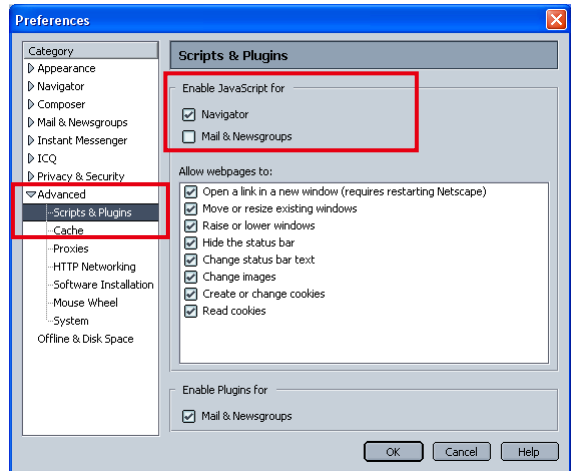 Preferences
Category
Appearance
Navigator
Composer
Mail & Newsgroups
Instant Messenger
ICQ
Privacy & Security
Advanced
Scripts & Plugins
Cache
Proxies
HTTP Networking
Software Installation
Mouse Wheel
System
Offline & Disk Space
Scripts & Plugins
Enable JavaScript for
Navigator
Mail & Newsgroups
Allow webpages to:
Open a link in a new window (requires restarting Netscape)
Move or resize existing windows
Raise or lower windows
Hide the status bar
Change status bar text
Change images
Create or change cookies
Read cookies
Enable Plugins for
Mail & Newsgroups
OK
Cancel
Help